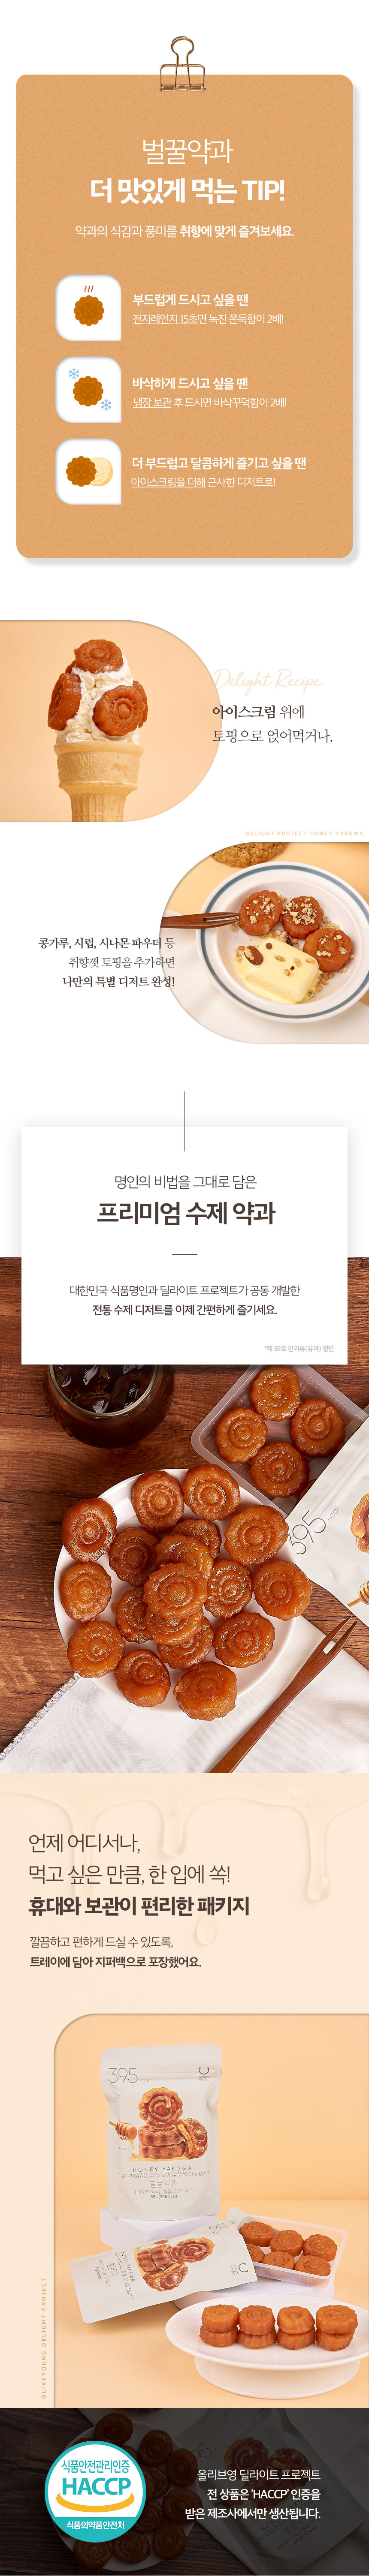 벌꿀약과
더 맛있게 먹는 TIP!
약과의 식감과 풍미를 취향에 맞게 즐겨보세요.
부드럽게 드시고 싶을 땐
전자레인지 15초면 녹진 쫀득함이 2배!
바삭하게 드시고 싶을 땐
냉장 보관 후 드시면 바삭꾸덕함이 2배!
더 부드럽고 달콤하게 즐기고 싶을 땐
아이스크림을 더해 근사한 디저트로!
Delight Recipe
아이스크림 위에
토핑으로 얹어먹거나.
DELIGHT PROJECT HONEY YAKGWA
콩가루, 시럽, 시나몬 파우더 등
취향껏 토핑을 추가하면
나만의 특별 디저트 완성!
명인의 비법을 그대로 담은
프리미엄 수제 약과
대한민국 식품명인과 딜라이트 프로젝트가 공동 개발한
전통 수제 디저트를 이제 간편하게 즐기세요.
*제 59호 한과류(유과) 명인
395
언제 어디서나,
먹고 싶은 만큼, 한 입에 쏙!
휴대와 보관이 편리한 패키지
깔끔하고 편하게 드실 수 있도록,
트레이에 담아 지퍼백으로 포장했어요.
395
HONEY YAKGWA
벌꿀약과
OLIVEYOUNG DELIGHT PROJECT
식품안전관리인증
HACCP
식품의약품안전처
올리브영 딜라이트 프로젝트
전 상품은 'HACCP' 인증을
받은 제조사에서만 생산됩니다.